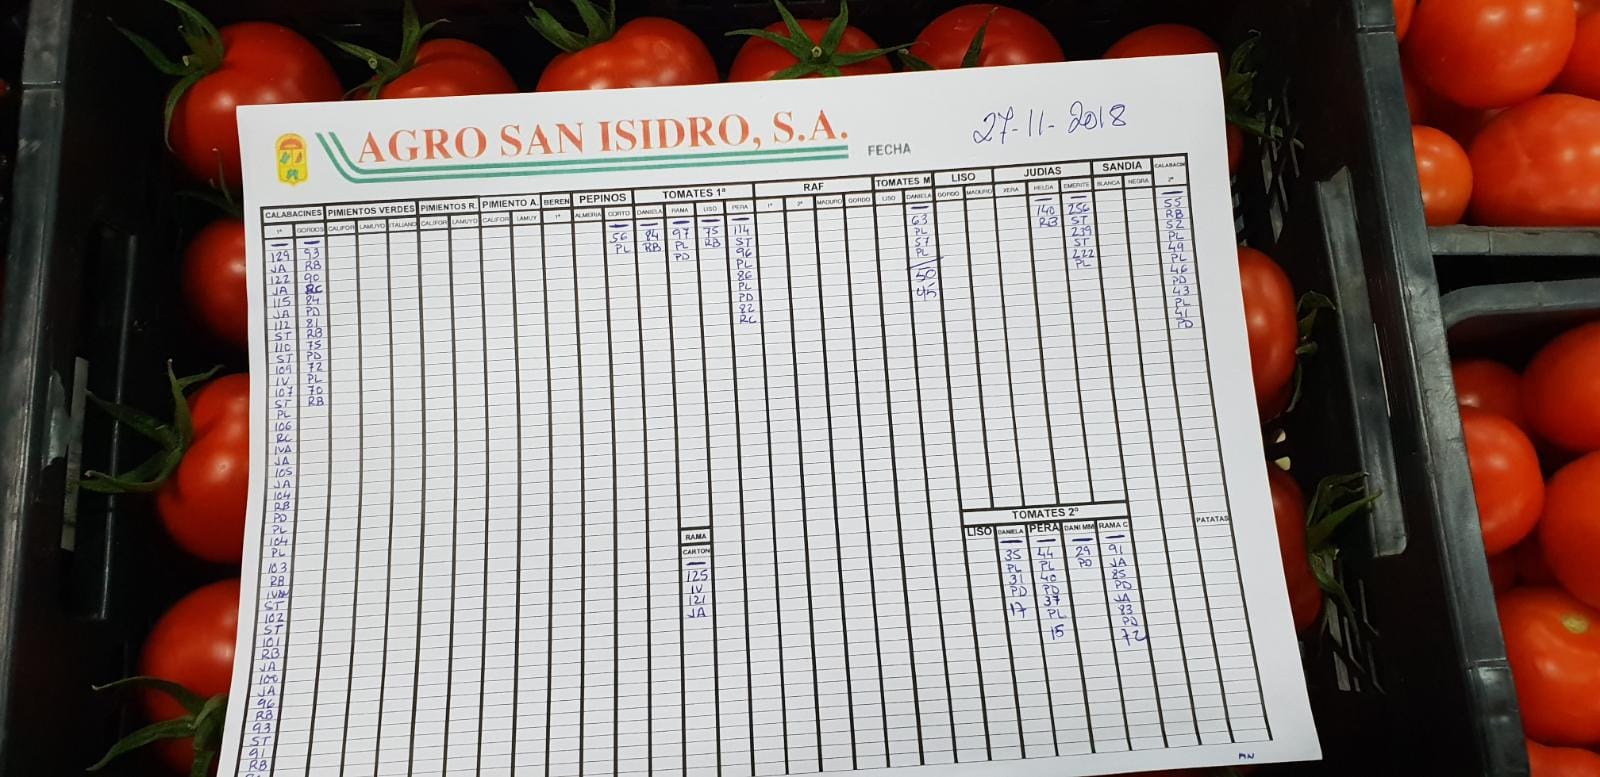 AGRO SAN ISIDRO, S.A.
FECHA 27-11-2018
CALABACINES PIMIENTOS VERDES PIMIENTOS R. PIMIENTO A. BEREN PEPINOS TOMATES 1ª RAF TOMATES M LISO JUDIAS SANDIA CALABACIN
1ª GORDOS CALIFOR LAMUYO ITALIANO CALIFOR LAMUYO CALIFOR LAMUY 1ª ALMERIA CORTO DANIELA RAMA LISO PERA 1ª 2ª MADURO GORDO LISO DANIELA GORDO MADURO XERA HELDA EMERITE BLANCA NEGRA 2ª
129
JA
122
JA
115
JA
112
ST
110
ST
109
IV
107
ST
PL
106
RC
IVA
JA
105
JA
104
RB
PD
PL
104
PL
103
RB
IVA
ST
102
ST
101
RB
JA
100
JA
96
RB
93
ST
91
RB
93
RB
90
RC
84
PD
81
RB
75
PD
72
PL
70
RB
56
PL
84
RB
97
PL
PD
75
RB
114
ST
96
PL
86
PL
PD
82
RC
63
PL
57
PL
50
45
140
RB
256
ST
239
ST
222
PL
55
RB
52
PL
49
PL
46
PD
43
PL
41
PD
RAMA
CARTON
125
IV
121
JA
TOMATES 2º
LISO DANIELA PERA DANI MM RAMA C
35
PL
31
PD
17
44
PL
40
PD
37
PL
15
29
PD
91
JA
85
PD
JA
83
PD
72
PATATAS